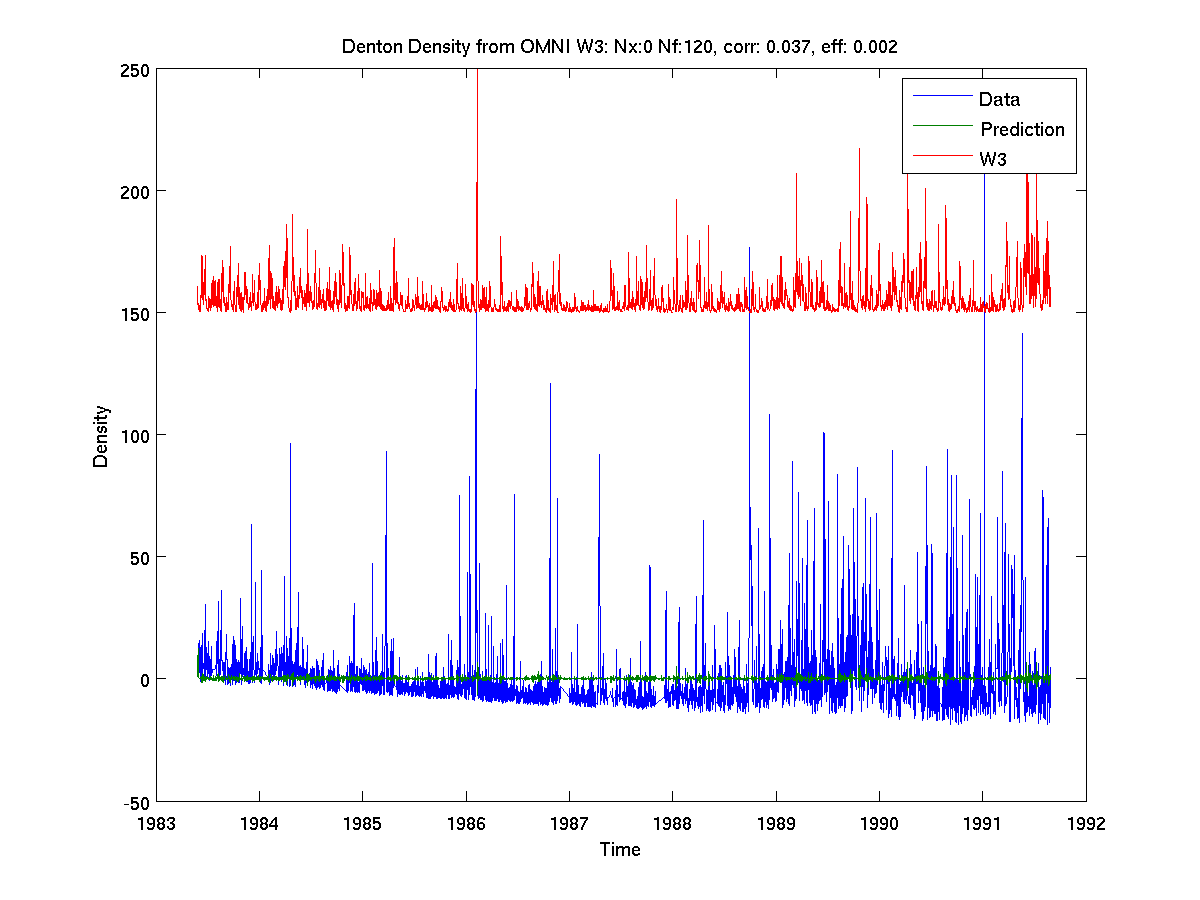 Denton Density from OMNI W3: Nx:0 Nf:120, corr: 0.037, eff: 0.002
250
200
150
100
50
0
-50
Density
Data
Prediction
W3
1983 1984 1985 1986 1987 1988 1989 1990 1991 1992
Time